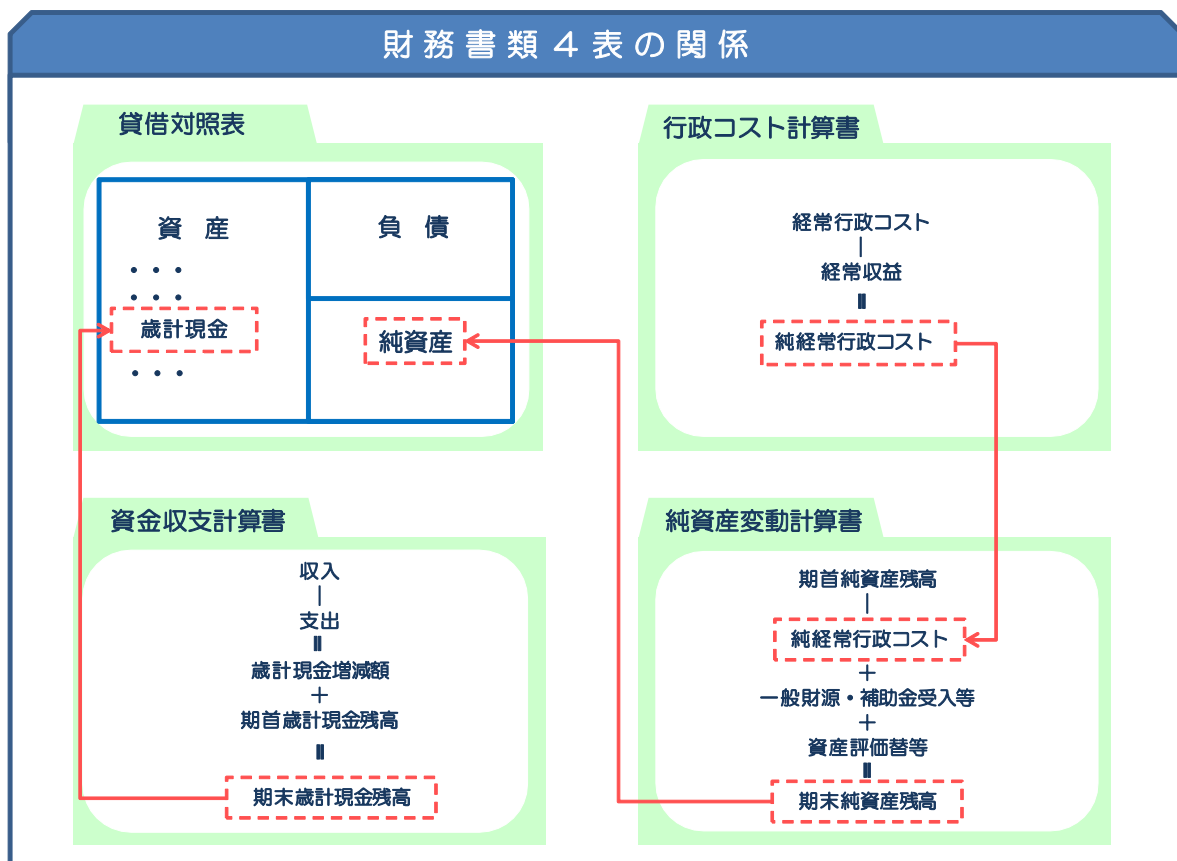 財務書類４表の関係
貸借対照表
資　産
・・・
・・・
歳計現金
・・・
負　債
純資産
行政コスト計算書
経常行政コスト
｜
経常収益
＝
純経常行政コスト
資金収支計算書
収入
｜
支出
＝
歳計現金増減額
＋
期首歳計現金残高
＝
期末歳計現金残高
純資産変動計算書
期首純資産残高
｜
純経常行政コスト
＋
一般財源・補助金受入等
＋
資産評価替等
＝
期末純資産残高